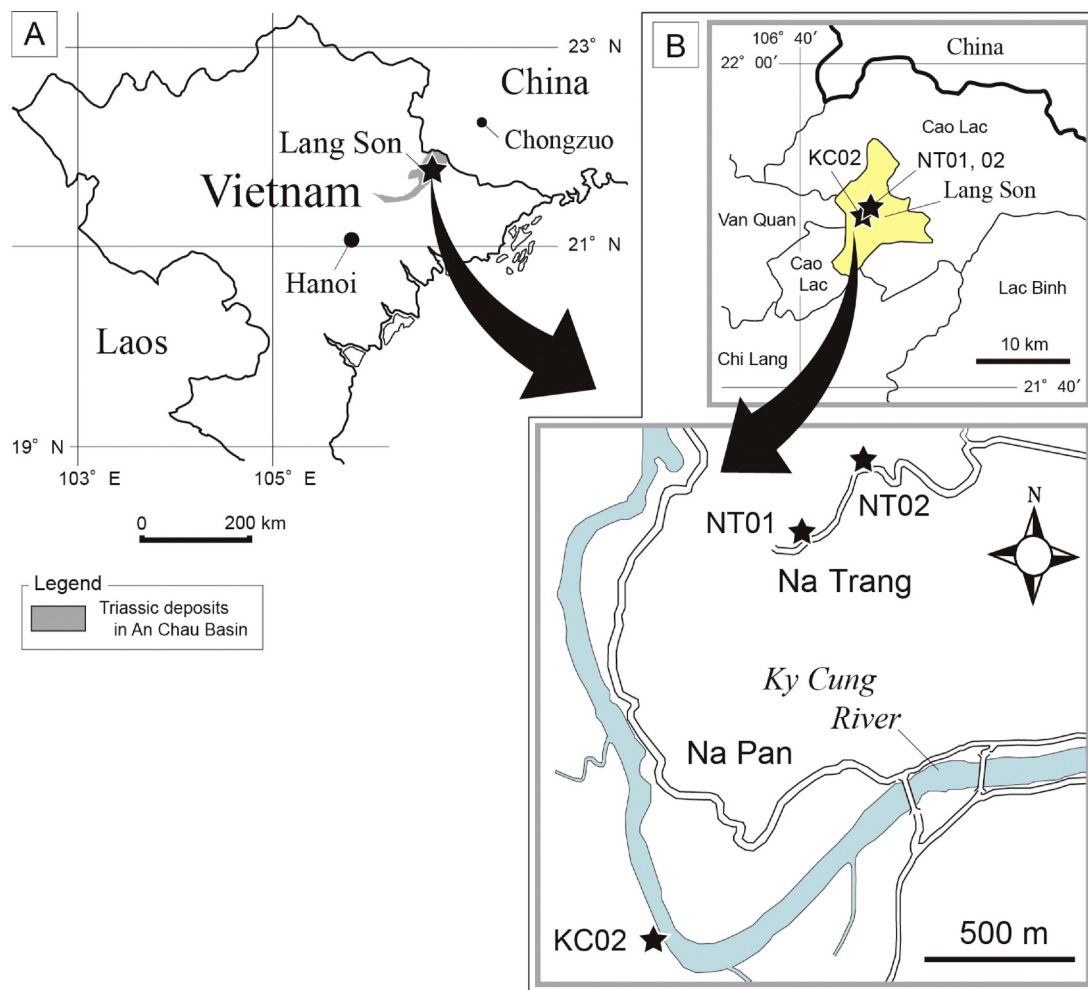 A
23° N
China
Chongzuo
Lang Son
Vietnam
21° N
Hanoi
Laos
19° N
103° E
105° E
0 200 km
Legend
Triassic deposits
in An Chau Basin
B
106° 40′
22° 00′
China
Cao Lac
KC02
NT01, 02
Lang Son
Van Quan
Cao
Lac
Lac Binh
Chi Lang
10 km
21° 40′
NT01
NT02
N
Na Trang
Ky Cung
River
Na Pan
KC02
500 m